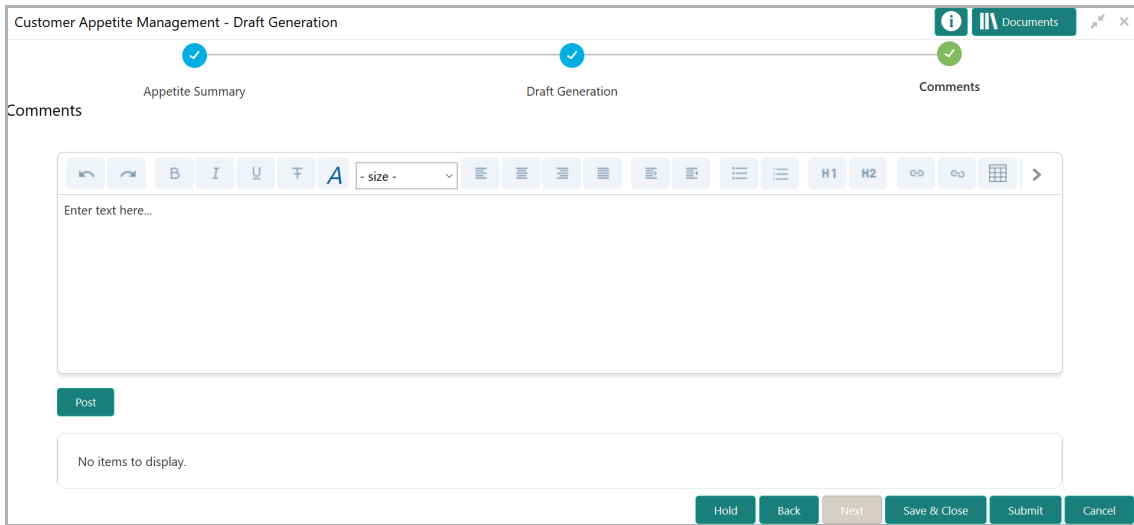 Customer Appetite Management - Draft Generation
i Documents
Appetite Summary Draft Generation Comments
Comments
B I U T A - size - H1 H2
Enter text here...
Post
No items to display.
Hold Back Next Save & Close Submit Cancel